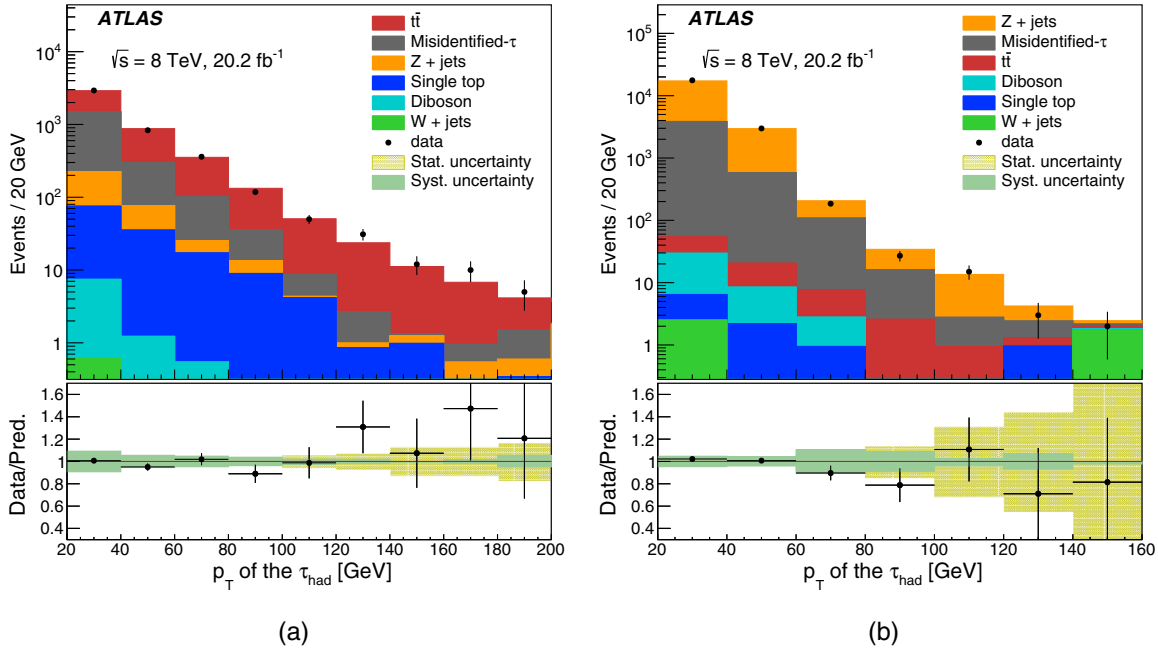 ATLAS
√s = 8 TeV, 20.2 fb⁻¹
tt̄
Misidentified-τ
Z + jets
Single top
Diboson
W + jets
data
Stat. uncertainty
Syst. uncertainty
Events / 20 GeV
10⁴
10³
10²
10
1
Data/Pred.
1.6
1.4
1.2
1
0.8
0.6
0.4
20 40 60 80 100 120 140 160 180 200
p_T of the τ_had [GeV]
(a)
ATLAS
√s = 8 TeV, 20.2 fb⁻¹
Z + jets
Misidentified-τ
tt̄
Diboson
Single top
W + jets
data
Stat. uncertainty
Syst. uncertainty
Events / 20 GeV
10⁵
10⁴
10³
10²
10
1
Data/Pred.
1.6
1.4
1.2
1
0.8
0.6
0.4
20 40 60 80 100 120 140 160
p_T of the τ_had [GeV]
(b)